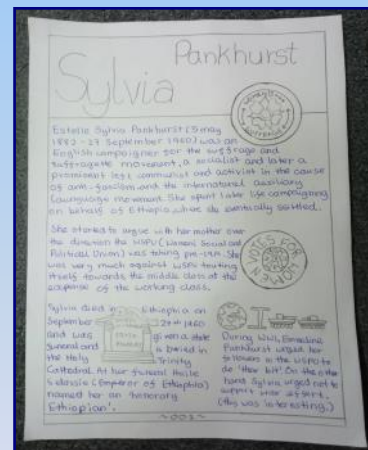 Sylvia
Pankhurst
Estelle Sylvia Pankhurst (5 may
1882 - 27 September 1960) was an
English campaigner for the suffrage and
suffragette movement, a socialist and later a
prominent left communist and activist in the cause
of anti-fascism and the international auxiliary
language movement. She spent later life campaigning
on behalf of Ethiopia, where she eventually settled.
She started to argue with her mother over
the direction the WSPU (Womens Social and
Political Union) was taking pre-war. She
was very much against WSPU
itself towards the middle class at the
expense of the working class.
VOTES FOR
WOMEN
Sylvia died in Ethiopia on
September 27th 1960
and was given a state
funeral and is buried in
the Holy Trinity
Cathedral. At her funeral Haile
Selassie (Emperor of Ethiopia)
named her an 'honorary
Ethiopian'.
During WW1, Emmeline
Pankhurst urged her
followers in the WSPU to
do 'their bit'. On the other
hand Sylvia urged not to
support war effort.
(this was interesting.)